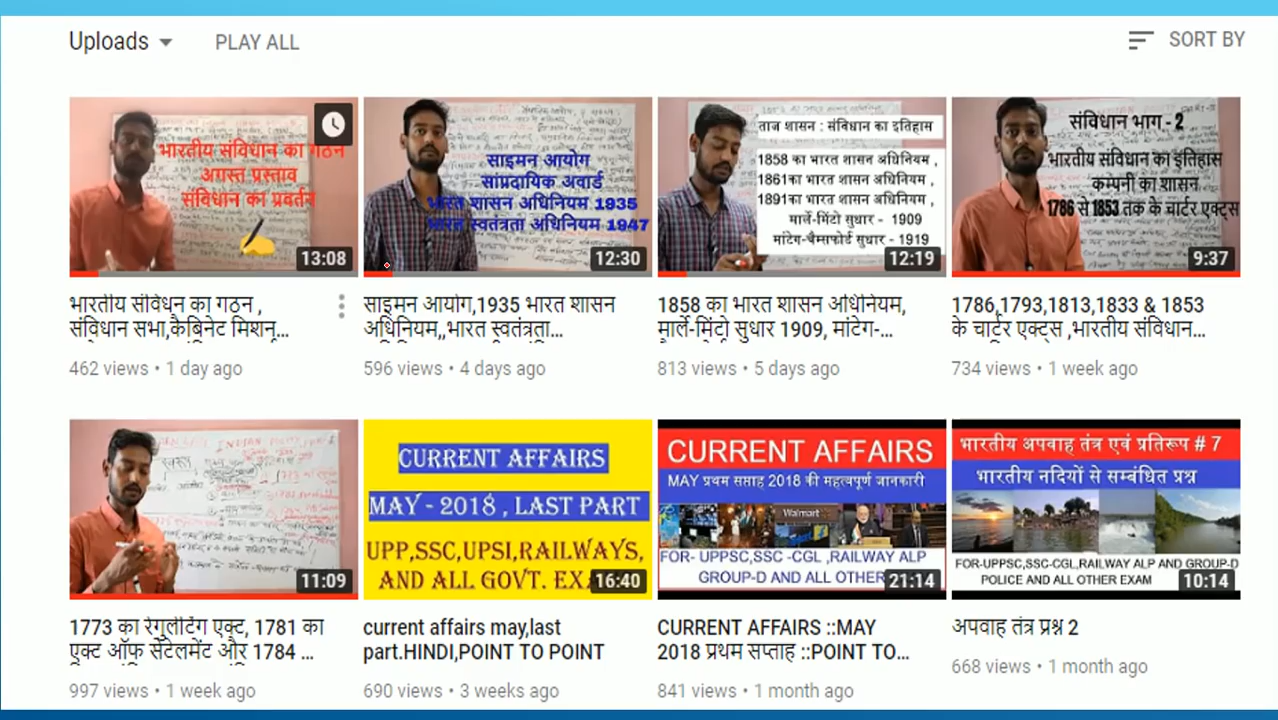 Uploads PLAY ALL SORT BY
भारतीय संविधान का गठन
अगस्त प्रस्ताव
संविधान का प्रवर्तन
13:08
साइमन आयोग
सांप्रदायिक अवार्ड
भारत शासन अधिनियम 1935
भारत स्वतंत्रता अधिनियम 1947
12:30
ताज शासन : संविधान का इतिहास
1858 का भारत शासन अधिनियम ,
1861का भारत शासन अधिनियम ,
1891का भारत शासन अधिनियम ,
मार्ले-मिंटो सुधार - 1909
मांटेग-चैम्सफोर्ड सुधार - 1919
12:19
संविधान भाग - 2
भारतीय संविधान का इतिहास
कम्पनी का शासन
1786 से 1853 तक के चार्टर एक्ट्स
9:37
भारतीय संविधन का गठन ,
संविधान सभा,कैबिनेट मिशन्...
462 views • 1 day ago
साइमन आयोग,1935 भारत शासन
अधिनियम,,भारत स्वतंत्रता...
596 views • 4 days ago
1858 का भारत शासन अधिनियम,
मार्ले-मिंटो सुधार 1909, मांटेग-...
813 views • 5 days ago
1786,1793,1813,1833 & 1853
के चार्टर एक्ट्स ,भारतीय संविधान...
734 views • 1 week ago
11:09
CURRENT AFFAIRS
MAY - 2018 , LAST PART
UPP,SSC,UPSI,RAILWAYS,
AND ALL GOVT. EX
16:40
CURRENT AFFAIRS
MAY प्रथम सप्ताह 2018 की महत्वपूर्ण जानकारी
Walmart
FOR- UPPSC,SSC -CGL ,RAILWAY ALP
GROUP-D AND ALL OTHER
21:14
भारतीय अपवाह तंत्र एवं प्रतिरूप # 7
भारतीय नदियों से सम्बंधित प्रश्न
FOR-UPPSC,SSC-CGL,RAILWAY ALP AND GROUP-D
POLICE AND ALL OTHER EXAM
10:14
1773 का रेगुलेटिंग एक्ट, 1781 का
एक्ट ऑफ सेटेलमेंट और 1784 ...
997 views • 1 week ago
current affairs may,last
part.HINDI,POINT TO POINT
690 views • 3 weeks ago
CURRENT AFFAIRS ::MAY
2018 प्रथम सप्ताह ::POINT TO...
841 views • 1 month ago
अपवाह तंत्र प्रश्न 2
668 views • 1 month ago